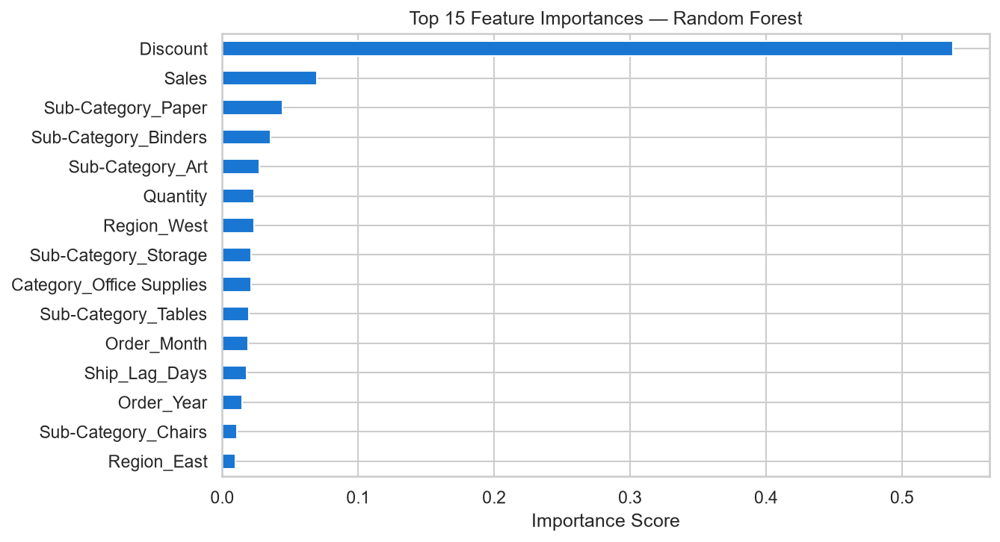 Top 15 Feature Importances — Random Forest
Discount
Sales
Sub-Category_Paper
Sub-Category_Binders
Sub-Category_Art
Quantity
Region_West
Sub-Category_Storage
Category_Office Supplies
Sub-Category_Tables
Order_Month
Ship_Lag_Days
Order_Year
Sub-Category_Chairs
Region_East
0.0 0.1 0.2 0.3 0.4 0.5
Importance Score